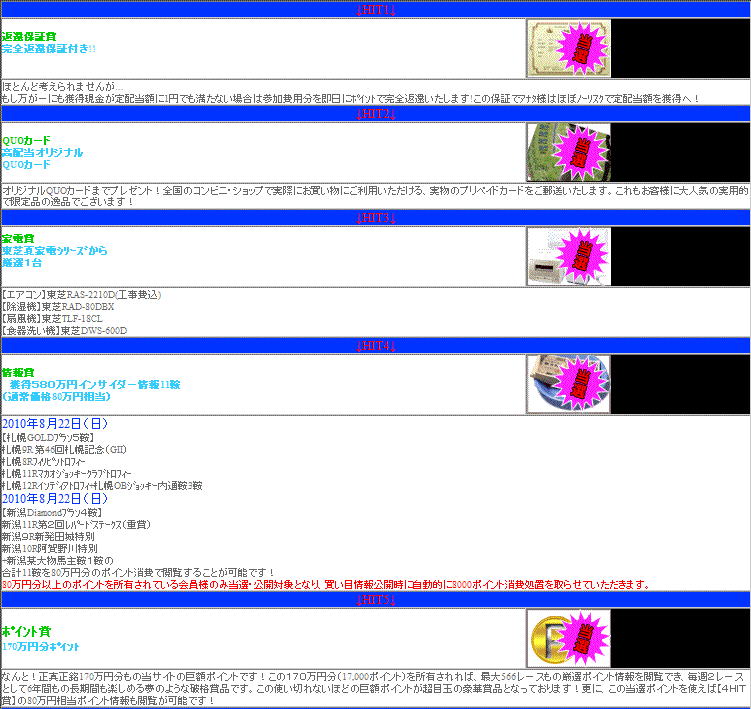 ↓HIT1↓
返還保証賞
完全返還保証付き!!
当選
ほとんど考えられませんが…
もし万が一にも獲得現金が定配当額に1円でも満たない場合は参加費用分を即日にﾎﾟｲﾝﾄで完全返還いたします!この保証でｱﾅﾀ様はほぼﾉｰﾘｽｸで定配当額を獲得へ！
↓HIT2↓
QUOカード
高配当オリジナル
QUOカード
当選
オリジナルQUOカードまでプレゼント！全国のコンビニ・ショップで実際にお買い物にご利用いただける、実物のプリペイドカードをご郵送いたします。これもお客様に大人気の実用的
で限定品の逸品でございます！
↓HIT3↓
家電賞
東芝夏家電ｼﾘｰｽﾞから
厳選１台
当選
【エアコン】東芝RAS-2210D(工事費込)
【除湿機】東芝RAD-80DBX
【扇風機】東芝TLF-18CL
【食器洗い機】東芝DWS-600D
↓HIT4↓
情報賞
獲得５８０万円インサイダー情報11鞍
(通常価格80万円相当)
当選
2010年8月22日（日）
【札幌GOLDﾌﾟﾗﾝ５鞍】
札幌9R 第46回札幌記念（GII）
札幌8Rﾌｨﾘﾋﾟﾝﾄﾛﾌｨｰ
札幌11Rﾏｶｵｼﾞｮｯｷｰｸﾗﾌﾞﾄﾛﾌｨｰ
札幌12Rｲﾝﾃﾞｨｱﾄﾛﾌｨｰ+札幌OBｼﾞｮｯｷｰ内通鞍3鞍
2010年8月22日（日）
【新潟Diamondﾌﾟﾗﾝ４鞍】
新潟11R第２回ﾚﾊﾟｰﾄﾞｽﾃｰｸｽ（重賞）
新潟９R新発田城特別
新潟10R阿賀野川特別
+新潟某大物馬主鞍１鞍の
合計11鞍を80万円分のポイント消費で閲覧することが可能です！
80万円分以上のポイントを所有されている会員様のみ当選・公開対象となり、買い目情報公開時に自動的に8000ポイント消費処置を取らせていただきます。
↓HIT5↓
ﾎﾟｲﾝﾄ賞
170万円分ﾎﾟｲﾝﾄ
当選
なんと！正真正銘170万円分もの当サイトの巨額ポイントです！この１７０万円分（17,000ポイント）を所有されれば、最大566レースもの厳選ポイント情報を閲覧でき、毎週２レース
として6年間もの長期間も楽しめる夢のような破格賞品です。この使い切れないほどの巨額ポイントが超目玉の豪華賞品となっております！更に、この当選ポイントを使えば【４HIT
賞】の80万円相当ポイント情報も閲覧が可能です！